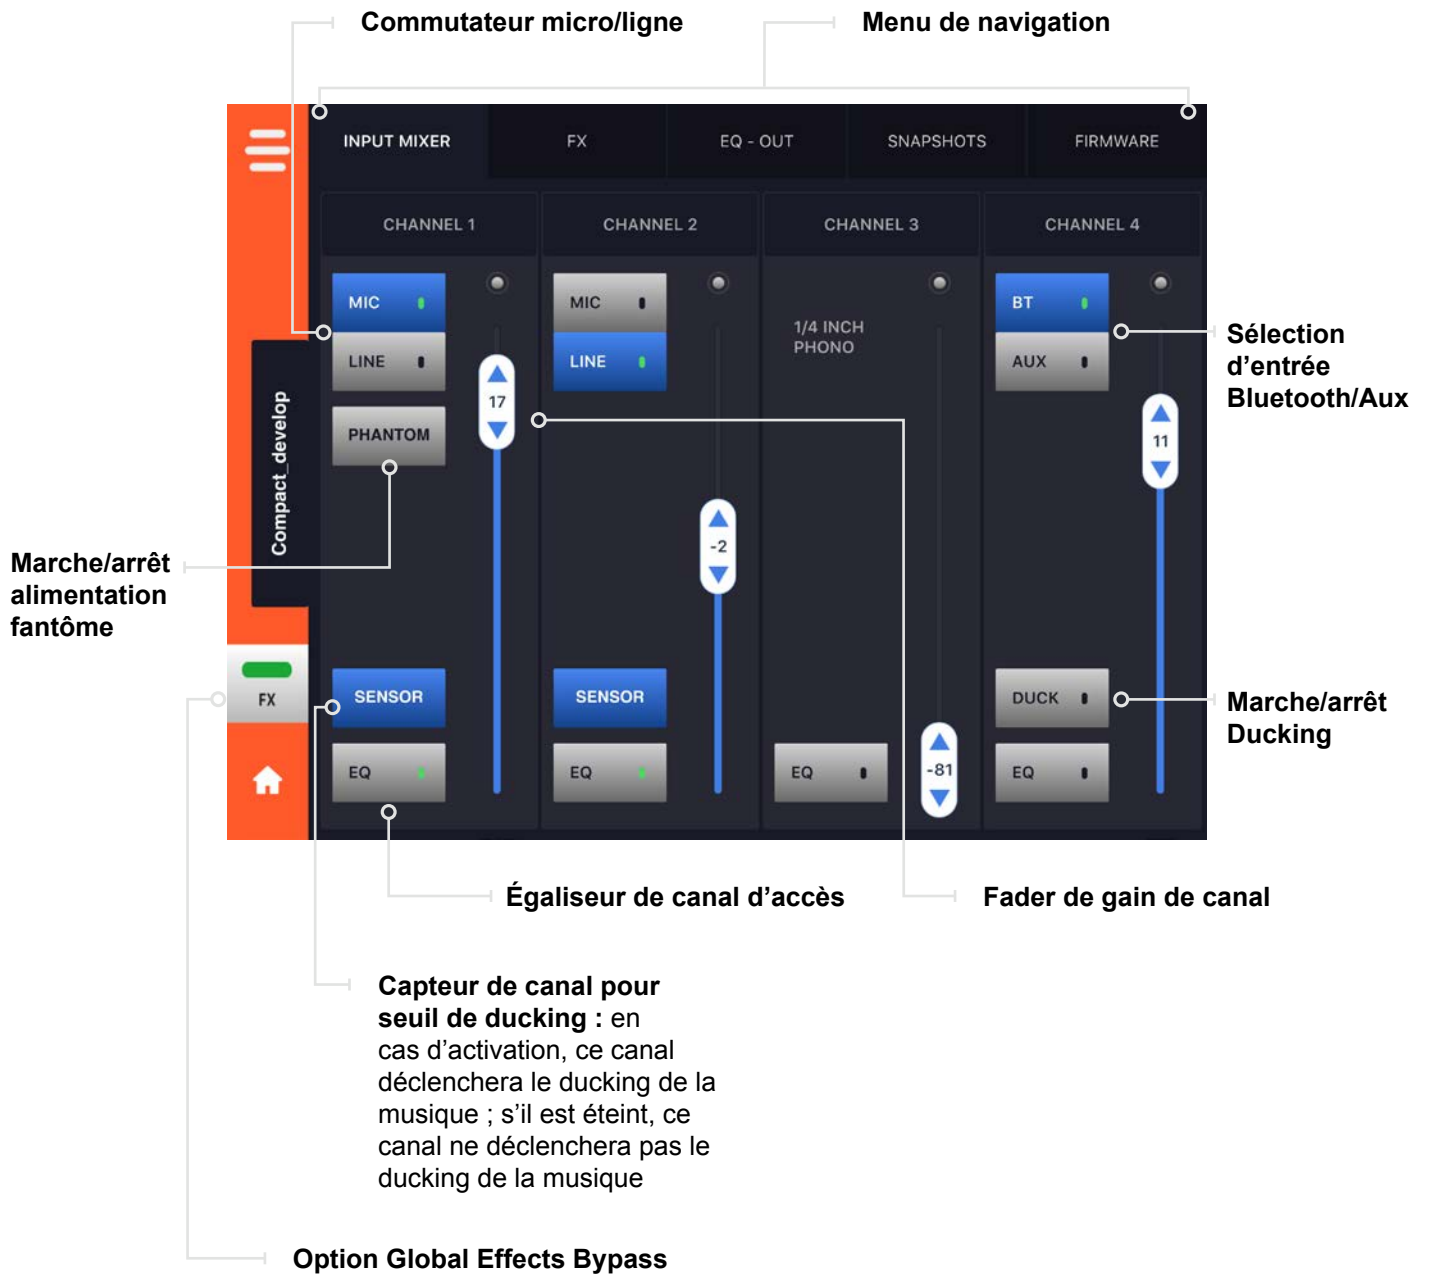 Commutateur micro/ligne
Menu de navigation
INPUT MIXER
FX
EQ - OUT
SNAPSHOTS
FIRMWARE
CHANNEL 1
CHANNEL 2
CHANNEL 3
CHANNEL 4
MIC
LINE
PHANTOM
17
SENSOR
EQ
MIC
LINE
-2
SENSOR
EQ
1/4 INCH
PHONO
EQ
-81
BT
AUX
11
DUCK
EQ
Compact_develop
FX
Sélection
d’entrée
Bluetooth/Aux
Marche/arrêt
alimentation
fantôme
Marche/arrêt
Ducking
Égaliseur de canal d’accès
Fader de gain de canal
Capteur de canal pour
seuil de ducking : en
cas d’activation, ce canal
déclenchera le ducking de la
musique ; s’il est éteint, ce
canal ne déclenchera pas le
ducking de la musique
Option Global Effects Bypass